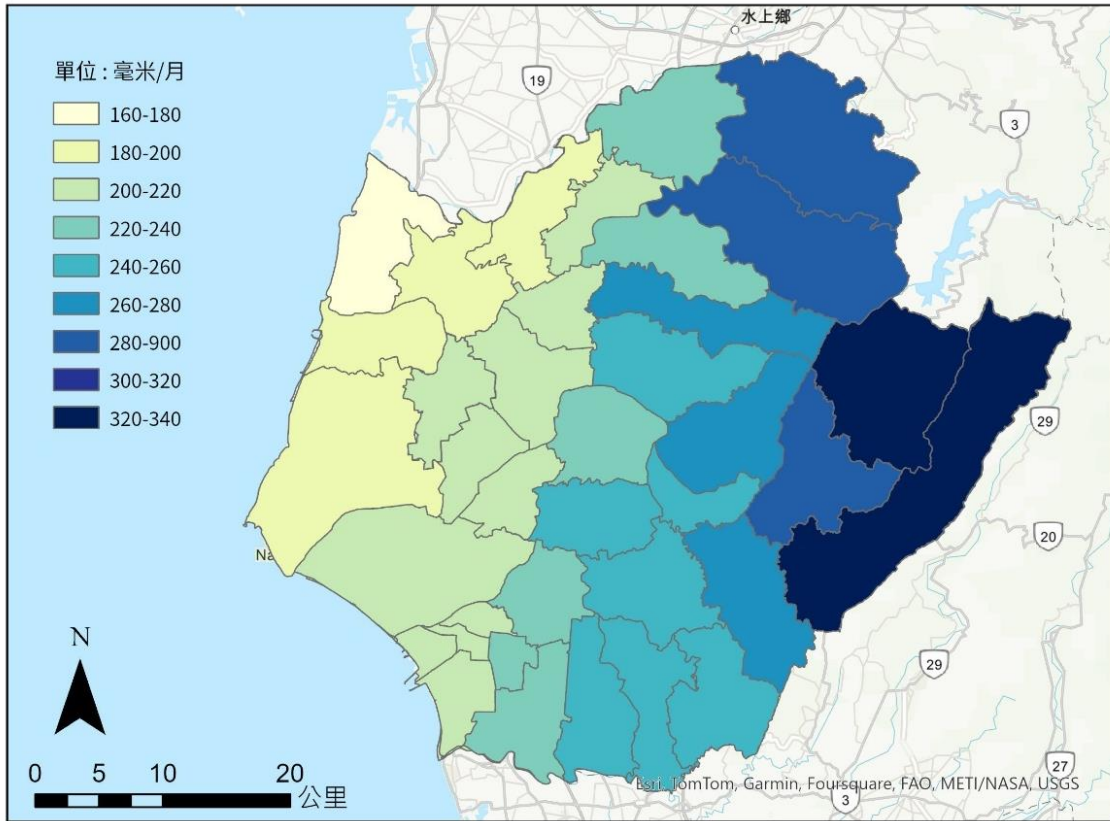 水上鄉
單位 : 毫米/月
19
160-180
3
180-200
200-220
220-240
240-260
260-280
280-900
300-320
320-340
29
20
Na
N
29
0 5 10 20
公里
27
Esri, TomTom, Garmin, Foursquare, FAO, METI/NASA, USGS
3